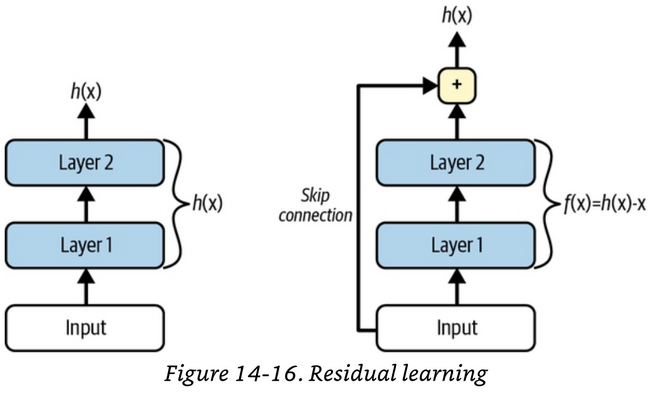 h(x)
Layer 2
h(x)
Layer 1
Input
h(x)
+
Layer 2
Skip
connection
f(x)=h(x)-x
Layer 1
Input
Figure 14-16. Residual learning